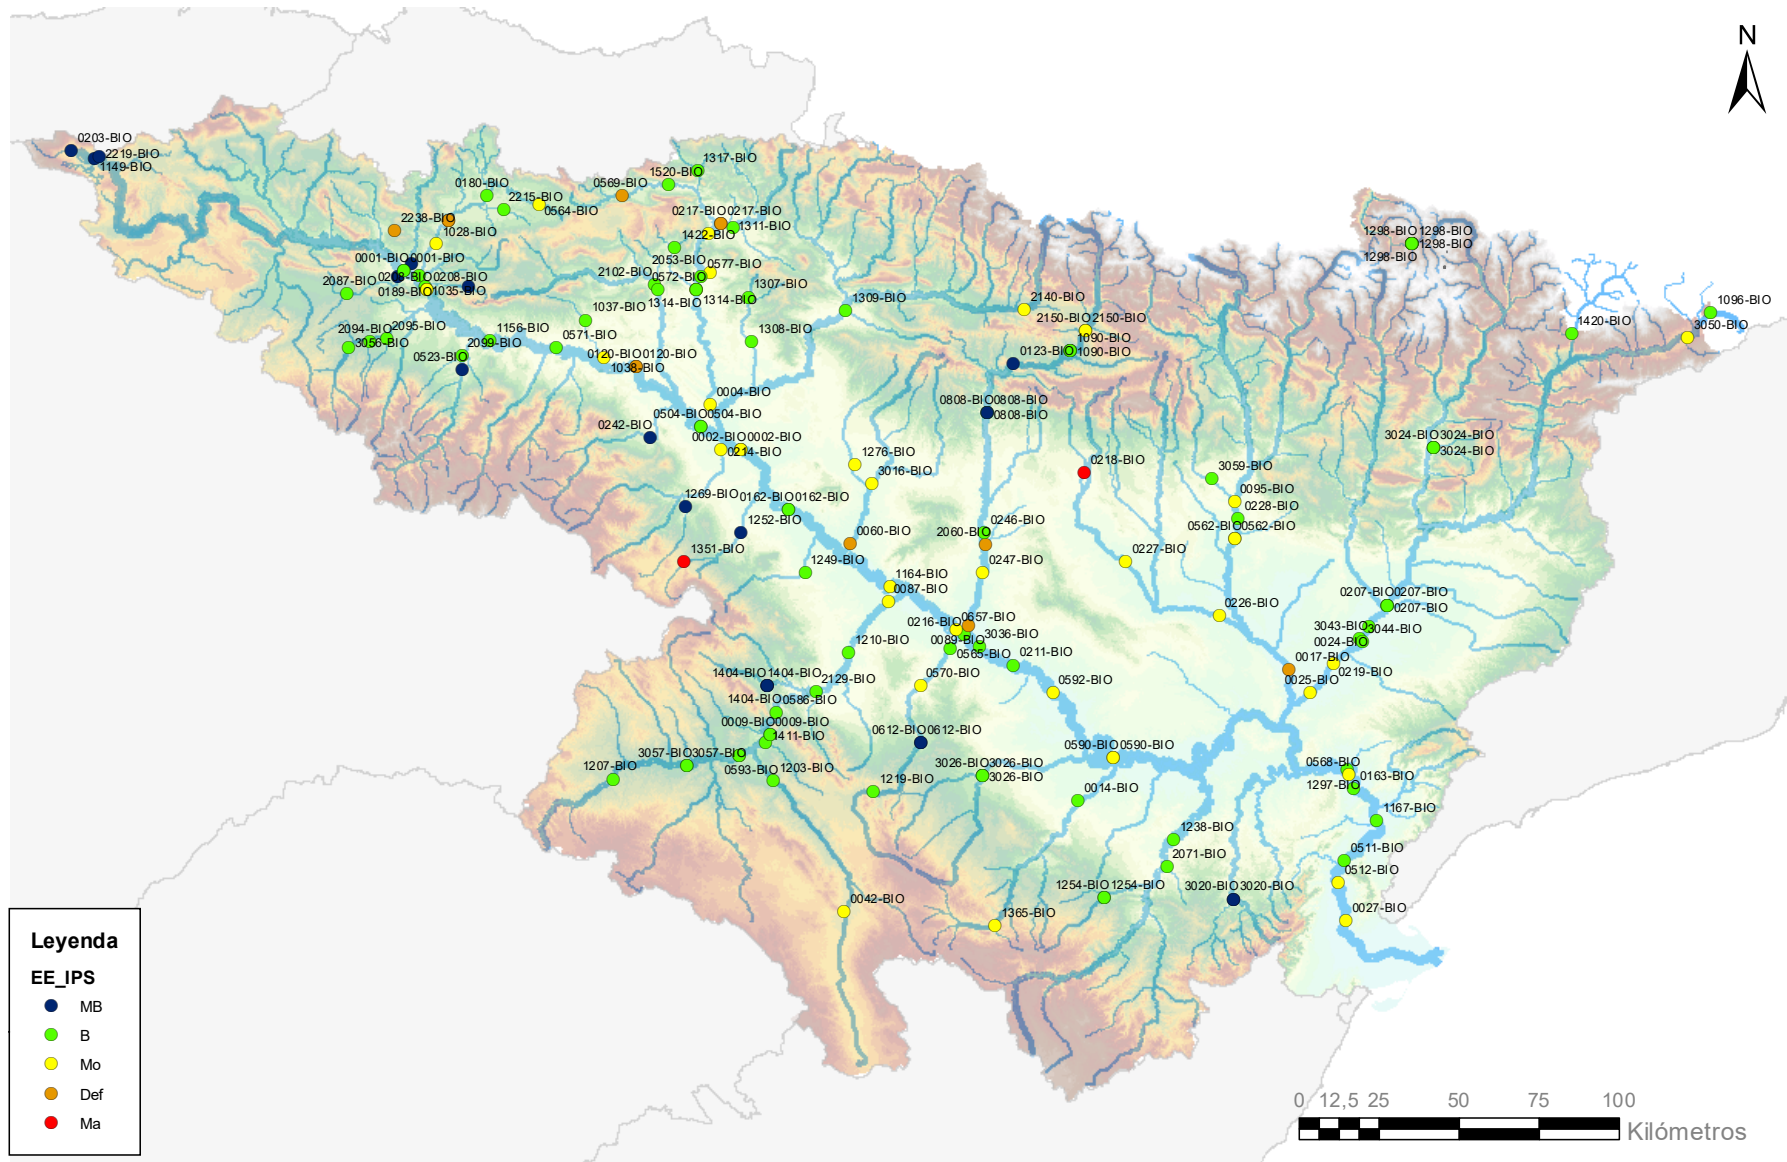 N
0203-BIO
2219-BIO
1149-BIO
1317-BIO
1520-BIO
0180-BIO
0569-BIO
2215-BIO
0564-BIO
2238-BIO
0217-BIO 0217-BIO
1311-BIO
1028-BIO
1422-BIO
1298-BIO 1298-BIO
1298-BIO
1298-BIO
0001-BIO 0001-BIO
2053-BIO
0577-BIO
2102-BIO
0572-BIO
0208-BIO 0208-BIO
2087-BIO
0189-BIO
1035-BIO
1307-BIO
1314-BIO
1314-BIO
1309-BIO
2140-BIO
1096-BIO
1037-BIO
2150-BIO 2150-BIO
1420-BIO
3050-BIO
2094-BIO
2095-BIO
1156-BIO
0571-BIO
1308-BIO
1090-BIO
1090-BIO
3056-BIO
2099-BIO
0523-BIO
0120-BIO 0120-BIO
1038-BIO
0123-BIO
0004-BIO
0808-BIO 0808-BIO
0808-BIO
0504-BIO 0504-BIO
0242-BIO
0002-BIO 0002-BIO
0214-BIO
3024-BIO 3024-BIO
3024-BIO
1276-BIO
3016-BIO
0218-BIO
3059-BIO
0095-BIO
0228-BIO
1269-BIO
0162-BIO 0162-BIO
1252-BIO
0562-BIO 0562-BIO
0246-BIO
2060-BIO
0060-BIO
1351-BIO
1249-BIO
0247-BIO
0227-BIO
1164-BIO
0087-BIO
0207-BIO 0207-BIO
0207-BIO
0226-BIO
0657-BIO
0216-BIO
0089-BIO
3036-BIO
0565-BIO
3043-BIO
3044-BIO
0024-BIO
1210-BIO
0211-BIO
0017-BIO
0219-BIO
0025-BIO
1404-BIO 1404-BIO
1404-BIO
0586-BIO
2129-BIO
0570-BIO
0592-BIO
0009-BIO 0009-BIO
1411-BIO
0612-BIO 0612-BIO
0590-BIO 0590-BIO
3057-BIO 3057-BIO
1207-BIO
0593-BIO
1203-BIO
1219-BIO
3026-BIO 3026-BIO
3026-BIO
0568-BIO
0163-BIO
1297-BIO
0014-BIO
1167-BIO
1238-BIO
2071-BIO
0511-BIO
0512-BIO
1254-BIO 1254-BIO
3020-BIO 3020-BIO
0042-BIO
1365-BIO
0027-BIO
Leyenda
EE_IPS
MB
B
Mo
Def
Ma
0 12,5 25 50 75 100
Kilómetros